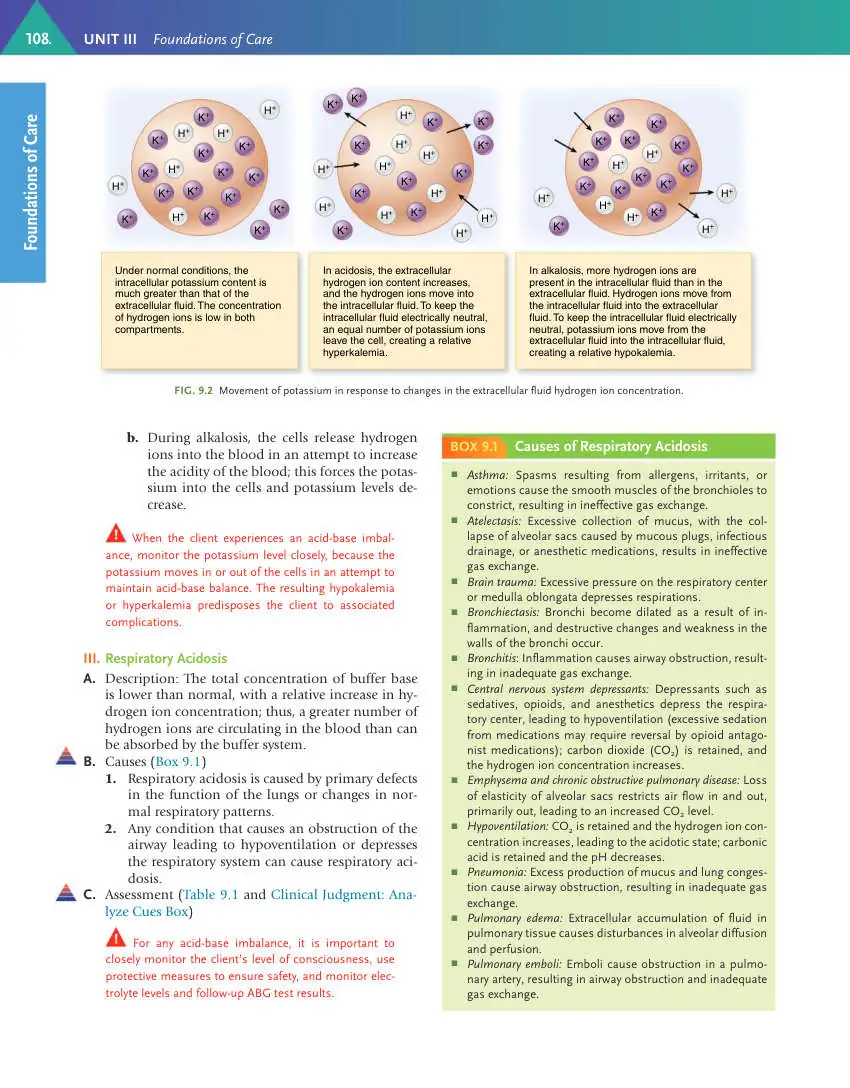 108.
UNIT III Foundations of Care
Foundations of Care
K+
H+
K+
H+
H+
K+
K+
K+
K+
H+
K+
K+
H+
K+
K+
K+
H+
K+
K+
K+
K+
K+
K+
H+
K+
K+
K+
H+
K+
H+
H+
H+
K+
K+
K+
H+
H+
H+
K+
H+
K+
H+
K+
K+
K+
K+
K+
H+
K+
H+
K+
K+
K+
K+
K+
H+
H+
H+
K+
H+
K+
H+
Under normal conditions, the
intracellular potassium content is
much greater than that of the
extracellular fluid. The concentration
of hydrogen ions is low in both
compartments.
In acidosis, the extracellular
hydrogen ion content increases,
and the hydrogen ions move into
the intracellular fluid. To keep the
intracellular fluid electrically neutral,
an equal number of potassium ions
leave the cell, creating a relative
hyperkalemia.
In alkalosis, more hydrogen ions are
present in the intracellular fluid than in the
extracellular fluid. Hydrogen ions move from
the intracellular fluid into the extracellular
fluid. To keep the intracellular fluid electrically
neutral, potassium ions move from the
extracellular fluid into the intracellular fluid,
creating a relative hypokalemia.
FIG. 9.2 Movement of potassium in response to changes in the extracellular fluid hydrogen ion concentration.
b. During alkalosis, the cells release hydrogen
ions into the blood in an attempt to increase
the acidity of the blood; this forces the potas-
sium into the cells and potassium levels de-
crease.
When the client experiences an acid-base imbal-
ance, monitor the potassium level closely, because the
potassium moves in or out of the cells in an attempt to
maintain acid-base balance. The resulting hypokalemia
or hyperkalemia predisposes the client to associated
complications.
III. Respiratory Acidosis
A. Description: The total concentration of buffer base
is lower than normal, with a relative increase in hy-
drogen ion concentration; thus, a greater number of
hydrogen ions are circulating in the blood than can
be absorbed by the buffer system.
B. Causes (Box 9.1)
1. Respiratory acidosis is caused by primary defects
in the function of the lungs or changes in nor-
mal respiratory patterns.
2. Any condition that causes an obstruction of the
airway leading to hypoventilation or depresses
the respiratory system can cause respiratory aci-
dosis.
C. Assessment (Table 9.1 and Clinical Judgment: Ana-
lyze Cues Box)
For any acid-base imbalance, it is important to
closely monitor the client's level of consciousness, use
protective measures to ensure safety, and monitor elec-
trolyte levels and follow-up ABG test results.
BOX 9.1 Causes of Respiratory Acidosis
■ Asthma: Spasms resulting from allergens, irritants, or
emotions cause the smooth muscles of the bronchioles to
constrict, resulting in ineffective gas exchange.
■ Atelectasis: Excessive collection of mucus, with the col-
lapse of alveolar sacs caused by mucous plugs, infectious
drainage, or anesthetic medications, results in ineffective
gas exchange.
■ Brain trauma: Excessive pressure on the respiratory center
or medulla oblongata depresses respirations.
■ Bronchiectasis: Bronchi become dilated as a result of in-
flammation, and destructive changes and weakness in the
walls of the bronchi occur.
■ Bronchitis: Inflammation causes airway obstruction, result-
ing in inadequate gas exchange.
■ Central nervous system depressants: Depressants such as
sedatives, opioids, and anesthetics depress the respira-
tory center, leading to hypoventilation (excessive sedation
from medications may require reversal by opioid antago-
nist medications); carbon dioxide (CO₂) is retained, and
the hydrogen ion concentration increases.
■ Emphysema and chronic obstructive pulmonary disease: Loss
of elasticity of alveolar sacs restricts air flow in and out,
primarily out, leading to an increased CO₂ level.
■ Hypoventilation: CO₂ is retained and the hydrogen ion con-
centration increases, leading to the acidotic state; carbonic
acid is retained and the pH decreases.
■ Pneumonia: Excess production of mucus and lung conges-
tion cause airway obstruction, resulting in inadequate gas
exchange.
■ Pulmonary edema: Extracellular accumulation of fluid in
pulmonary tissue causes disturbances in alveolar diffusion
and perfusion.
■ Pulmonary emboli: Emboli cause obstruction in a pulmo-
nary artery, resulting in airway obstruction and inadequate
gas exchange.